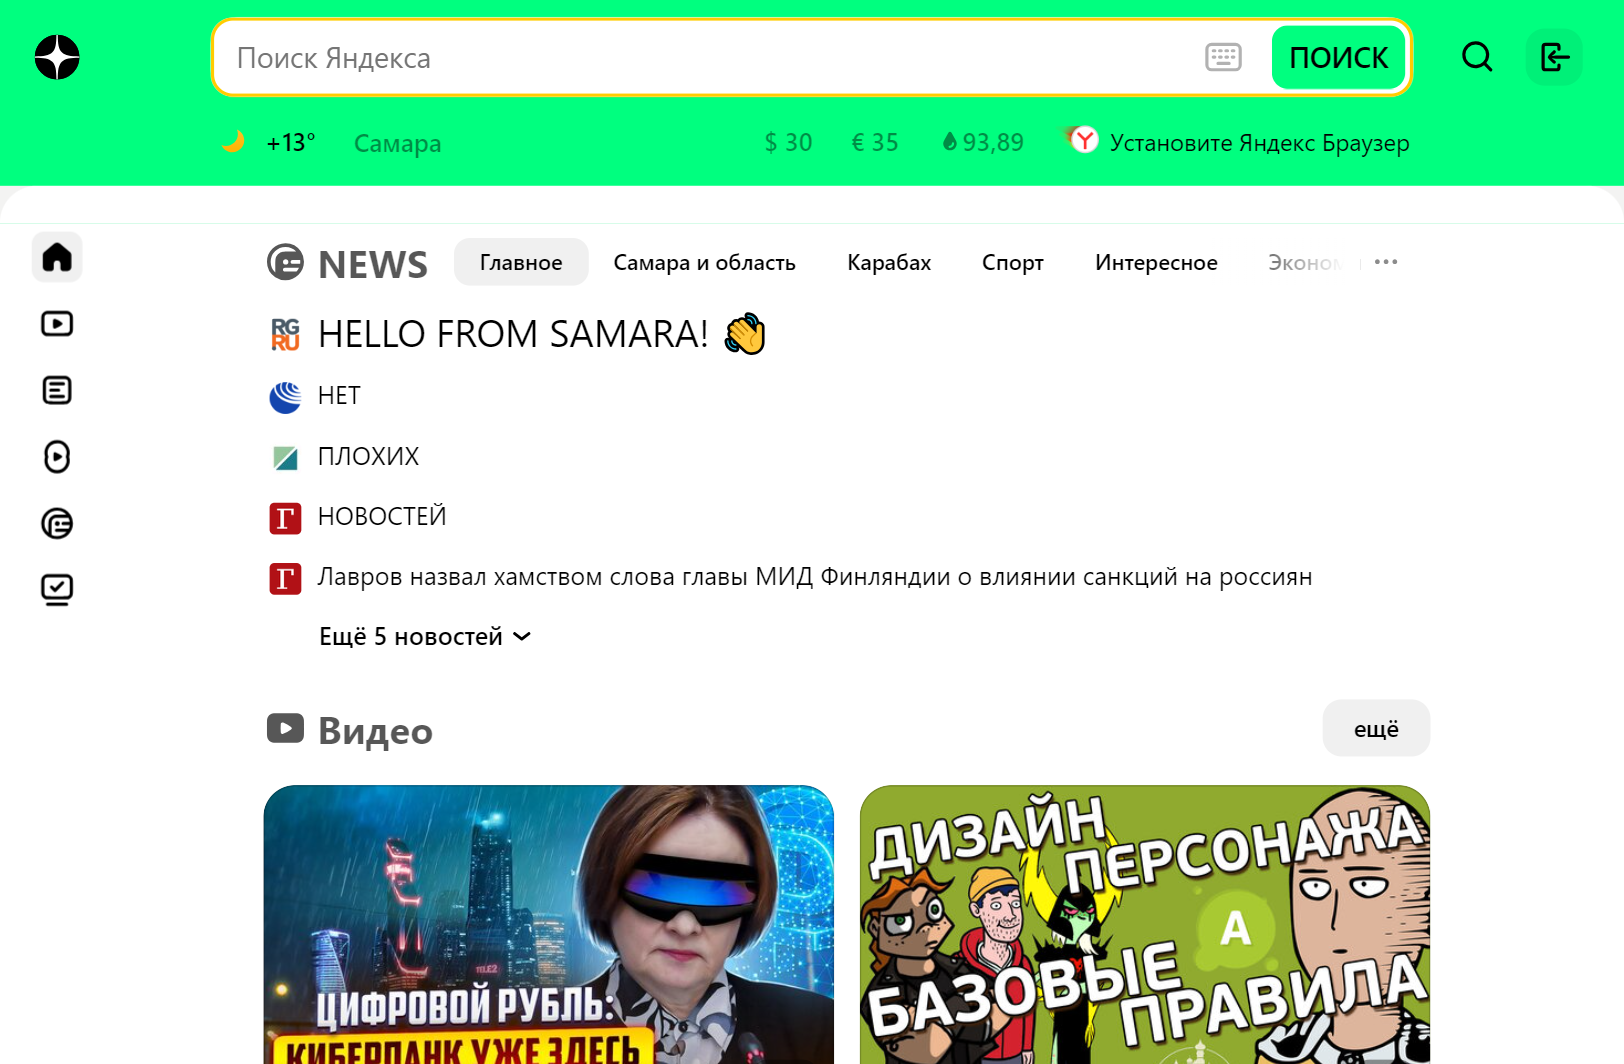 Поиск Яндекса
ПОИСК
+13° Самара $ 30 € 35 93,89 Y Установите Яндекс Браузер
NEWS Главное Самара и область Карабах Спорт Интересное Эконом ...
RG RU HELLO FROM SAMARA! 👋
НЕТ
ПЛОХИХ
Г НОВОСТЕЙ
Г Лавров назвал хамством слова главы МИД Финляндии о влиянии санкций на россиян
Ещё 5 новостей
Видео ещё
ЦИФРОВОЙ РУБЛЬ:
КИБЕРПАНК УЖЕ ЗДЕСЬ
ДИЗАЙН
ПЕРСОНАЖА
А
БАЗОВЫЕ
ПРАВИЛА